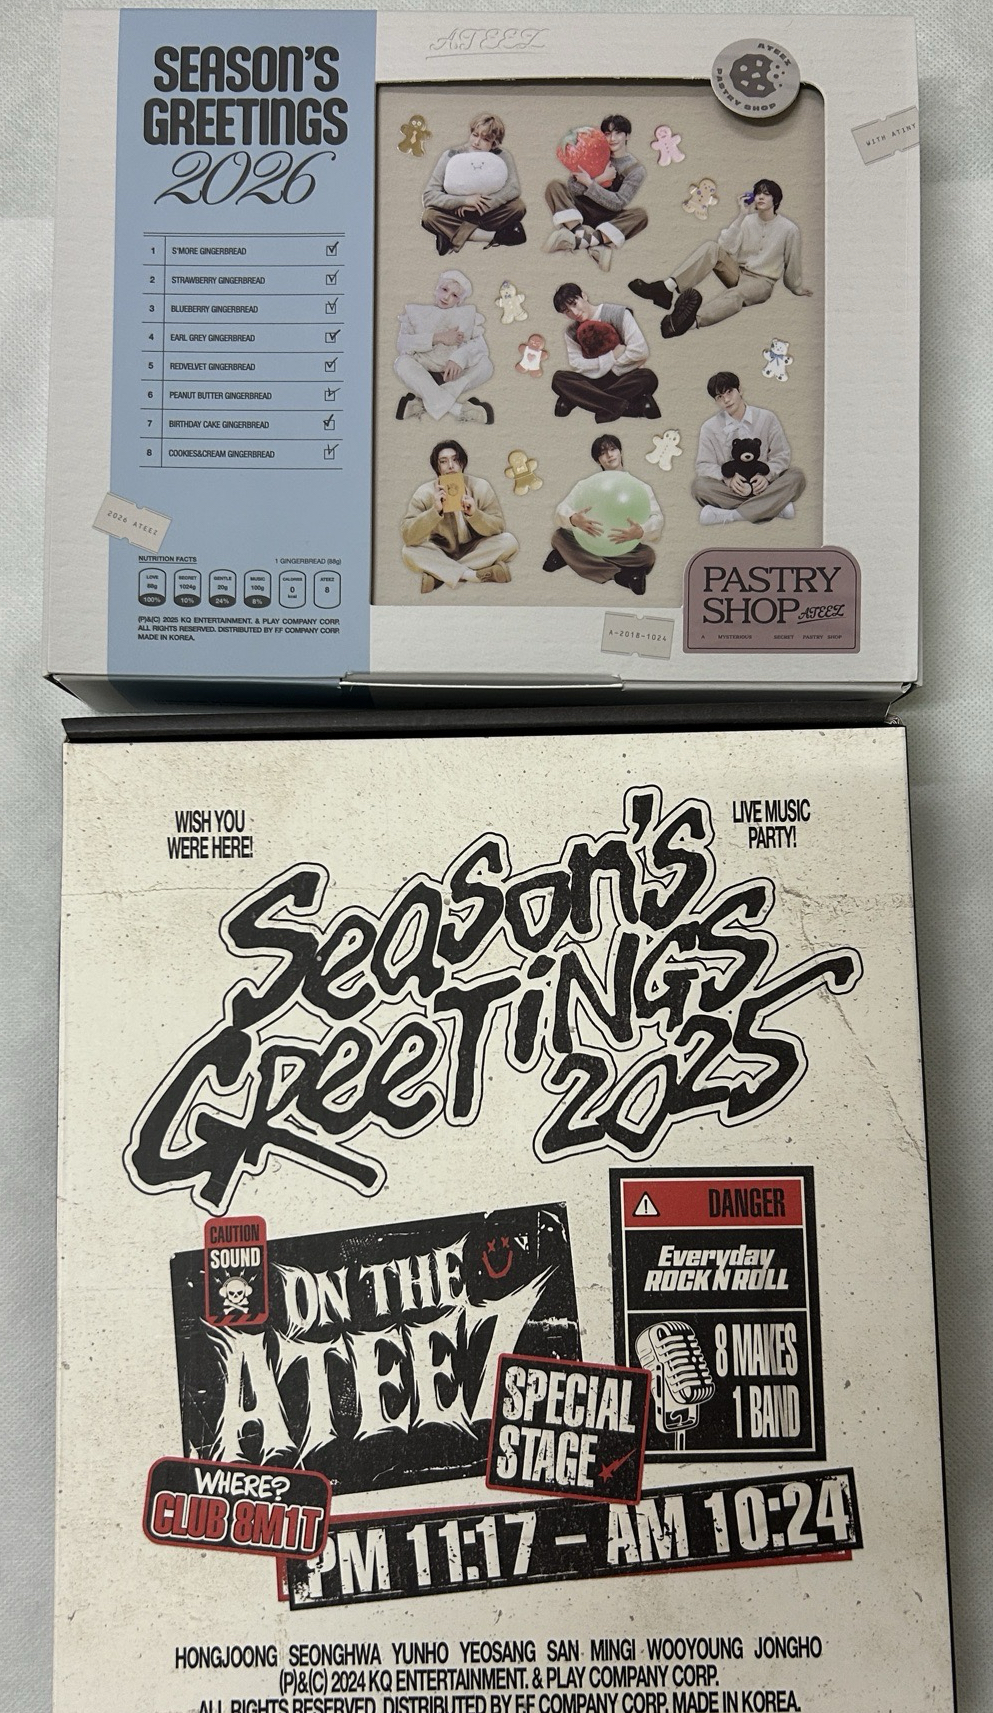 SEASON'S
GREETINGS
2026
ATEEZ
ATEEZ
PASTRY SHOP
WITH ATINY
1 S'MORE GINGERBREAD
2 STRAWBERRY GINGERBREAD
3 BLUEBERRY GINGERBREAD
4 EARL GREY GINGERBREAD
5 REDVELVET GINGERBREAD
6 PEANUT BUTTER GINGERBREAD
7 BIRTHDAY CAKE GINGERBREAD
8 COOKIES&CREAM GINGERBREAD
2026 ATEEZ
NUTRITION FACTS 1 GINGERBREAD (88g)
LOVE SECRET GENTLE MUSIC CALORIES ATEEZ
88g 1024g 20g 100g 0 8
100% 10% 24% 8% kcal
(P)&(C) 2025 KQ ENTERTAINMENT. & PLAY COMPANY CORP.
ALL RIGHTS RESERVED. DISTRIBUTED BY F.F COMPANY CORP.
MADE IN KOREA.
A-2018-1024
PASTRY
SHOP ATEEZ
A MYSTERIOUS SECRET PASTRY SHOP
WISH YOU
WERE HERE!
LIVE MUSIC
PARTY!
Season's
GReeTiNGS
2025
CAUTION
SOUND
ON THE
ATEEZ
DANGER
Everyday
ROCK N ROLL
8 MAKES
1 BAND
SPECIAL
STAGE
WHERE?
CLUB 8M1T
PM 11:17 – AM 10:24
HONGJOONG SEONGHWA YUNHO YEOSANG SAN MINGI WOOYOUNG JONGHO
(P)&(C) 2024 KQ ENTERTAINMENT. & PLAY COMPANY CORP.
ALL RIGHTS RESERVED. DISTRIBUTED BY F.F COMPANY CORP. MADE IN KOREA.